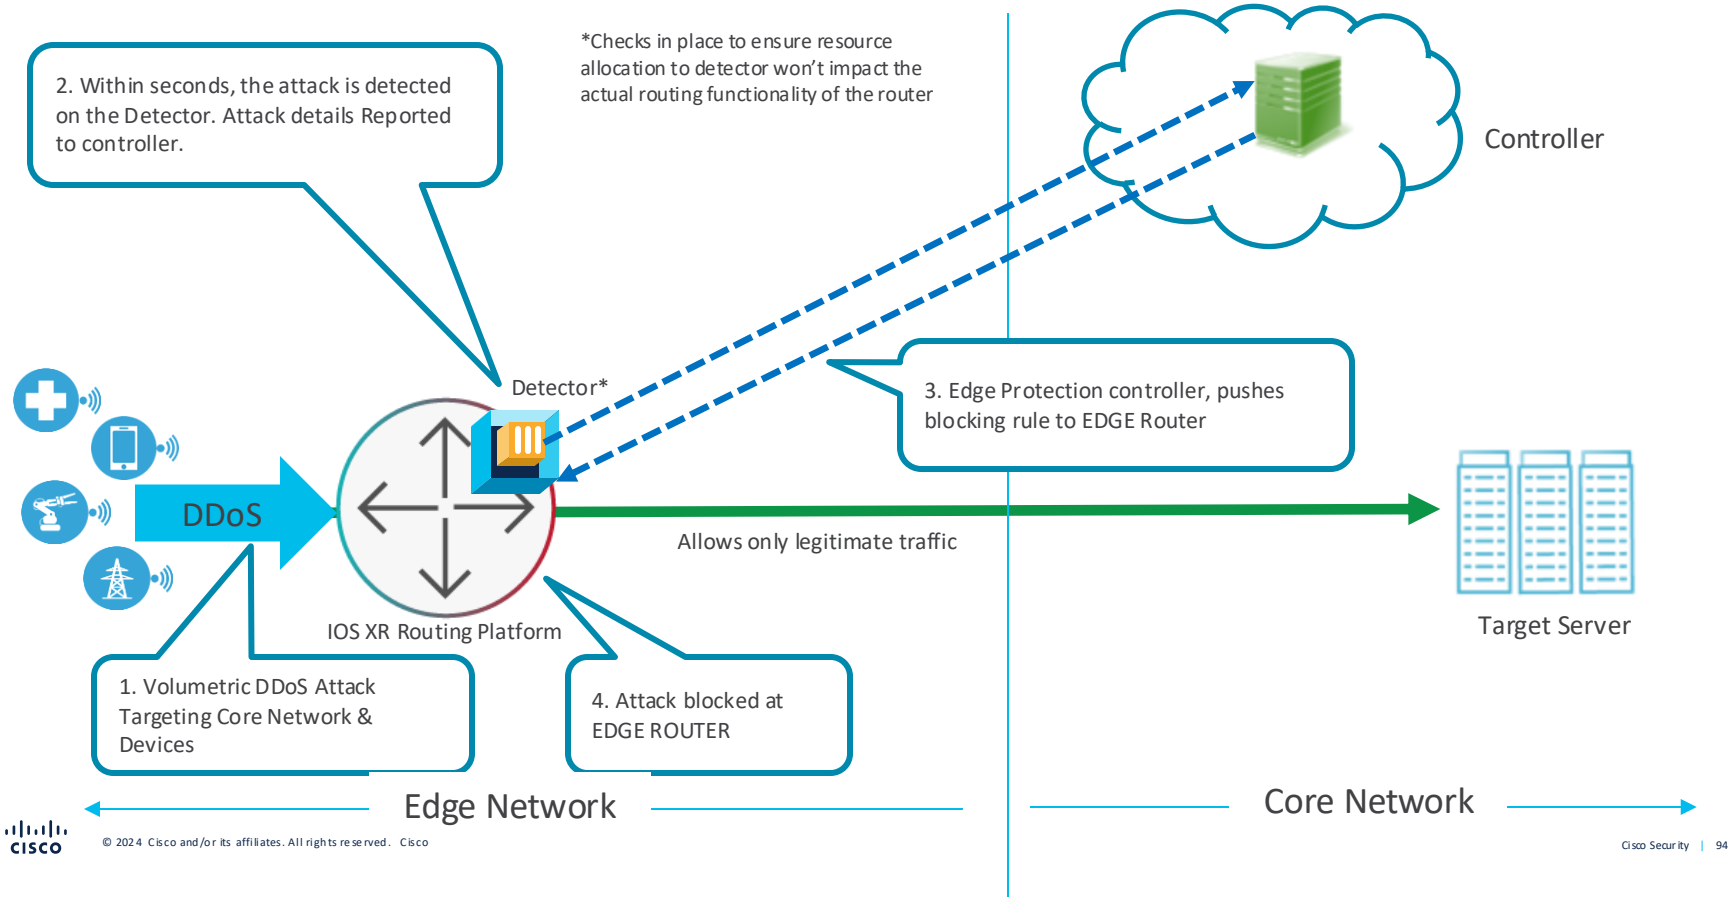 *Checks in place to ensure resource
allocation to detector won't impact the
actual routing functionality of the router
2. Within seconds, the attack is detected
on the Detector. Attack details Reported
to controller.
Controller
Detector*
3. Edge Protection controller, pushes
blocking rule to EDGE Router
DDoS
Allows only legitimate traffic
IOS XR Routing Platform
Target Server
1. Volumetric DDoS Attack
Targeting Core Network &
Devices
4. Attack blocked at
EDGE ROUTER
Edge Network
Core Network
CISCO
© 2024 Cisco and/or its affiliates. All rights reserved. Cisco
Cisco Security | 94